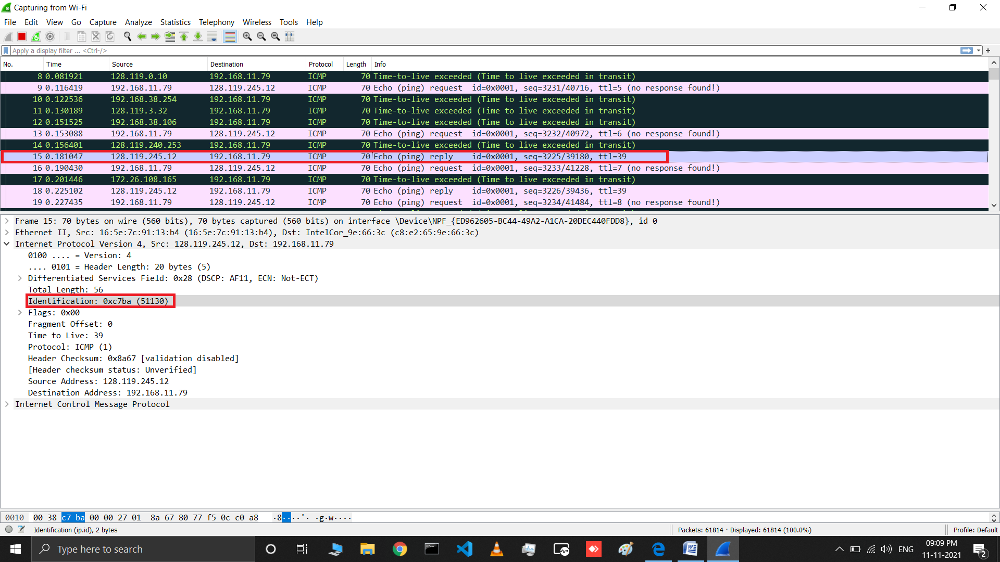 Capturing from Wi-Fi
File Edit View Go Capture Analyze Statistics Telephony Wireless Tools Help
Apply a display filter ... <Ctrl-/>
No. Time Source Destination Protocol Length Info
8 0.081921 128.119.0.10 192.168.11.79 ICMP 70 Time-to-live exceeded (Time to live exceeded in transit)
9 0.116419 192.168.11.79 128.119.245.12 ICMP 70 Echo (ping) request id=0x0001, seq=3231/40716, ttl=5 (no response found!)
10 0.122536 192.168.38.254 192.168.11.79 ICMP 70 Time-to-live exceeded (Time to live exceeded in transit)
11 0.130189 128.119.3.32 192.168.11.79 ICMP 70 Time-to-live exceeded (Time to live exceeded in transit)
12 0.151525 192.168.38.106 192.168.11.79 ICMP 70 Time-to-live exceeded (Time to live exceeded in transit)
13 0.153088 192.168.11.79 128.119.245.12 ICMP 70 Echo (ping) request id=0x0001, seq=3232/40972, ttl=6 (no response found!)
14 0.156401 128.119.240.253 192.168.11.79 ICMP 70 Time-to-live exceeded (Time to live exceeded in transit)
15 0.181047 128.119.245.12 192.168.11.79 ICMP 70 Echo (ping) reply id=0x0001, seq=3225/39180, ttl=39
16 0.190430 192.168.11.79 128.119.245.12 ICMP 70 Echo (ping) request id=0x0001, seq=3233/41228, ttl=7 (no response found!)
17 0.201446 172.26.108.165 192.168.11.79 ICMP 70 Time-to-live exceeded (Time to live exceeded in transit)
18 0.225102 128.119.245.12 192.168.11.79 ICMP 70 Echo (ping) reply id=0x0001, seq=3226/39436, ttl=39
19 0.227435 192.168.11.79 128.119.245.12 ICMP 70 Echo (ping) request id=0x0001, seq=3234/41484, ttl=8 (no response found!)
Frame 15: 70 bytes on wire (560 bits), 70 bytes captured (560 bits) on interface \Device\NPF_{ED962605-BC44-49A2-A1CA-20DEC440FDD8}, id 0
Ethernet II, Src: 16:5e:7c:91:13:b4 (16:5e:7c:91:13:b4), Dst: IntelCor_9e:66:3c (c8:e2:65:9e:66:3c)
Internet Protocol Version 4, Src: 128.119.245.12, Dst: 192.168.11.79
0100 .... = Version: 4
.... 0101 = Header Length: 20 bytes (5)
Differentiated Services Field: 0x28 (DSCP: AF11, ECN: Not-ECT)
Total Length: 56
Identification: 0xc7ba (51130)
Flags: 0x00
Fragment Offset: 0
Time to Live: 39
Protocol: ICMP (1)
Header Checksum: 0x8a67 [validation disabled]
[Header checksum status: Unverified]
Source Address: 128.119.245.12
Destination Address: 192.168.11.79
Internet Control Message Protocol
0010 00 38 c7 ba 00 00 27 01 8a 67 80 77 f5 0c c0 a8 ·8····'· ·g·w····
Identification (ip.id), 2 bytes Packets: 61814 · Displayed: 61814 (100.0%) Profile: Default
Type here to search ENG 09:09 PM
11-11-2021 2